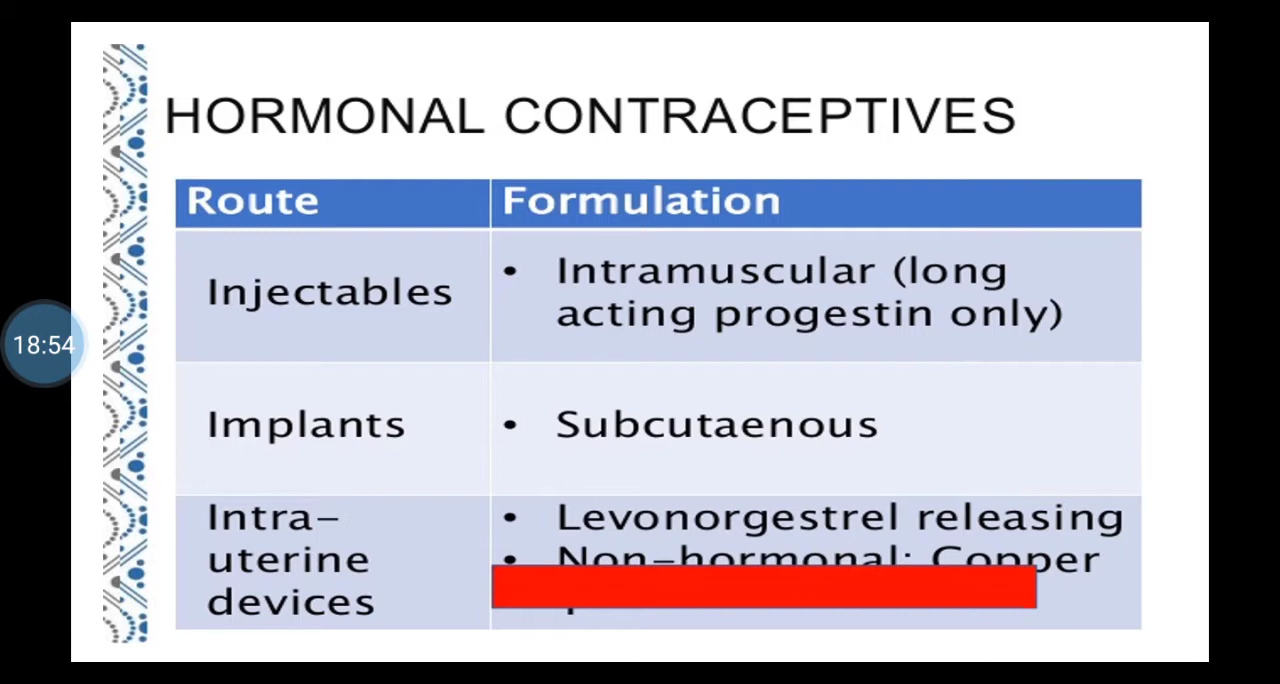 HORMONAL CONTRACEPTIVES
Route
Formulation
Injectables
• Intramuscular (long
acting progestin only)
Implants
• Subcutaenous
Intra-
uterine
devices
• Levonorgestrel releasing
• Non-hormonal: Copper
18:54